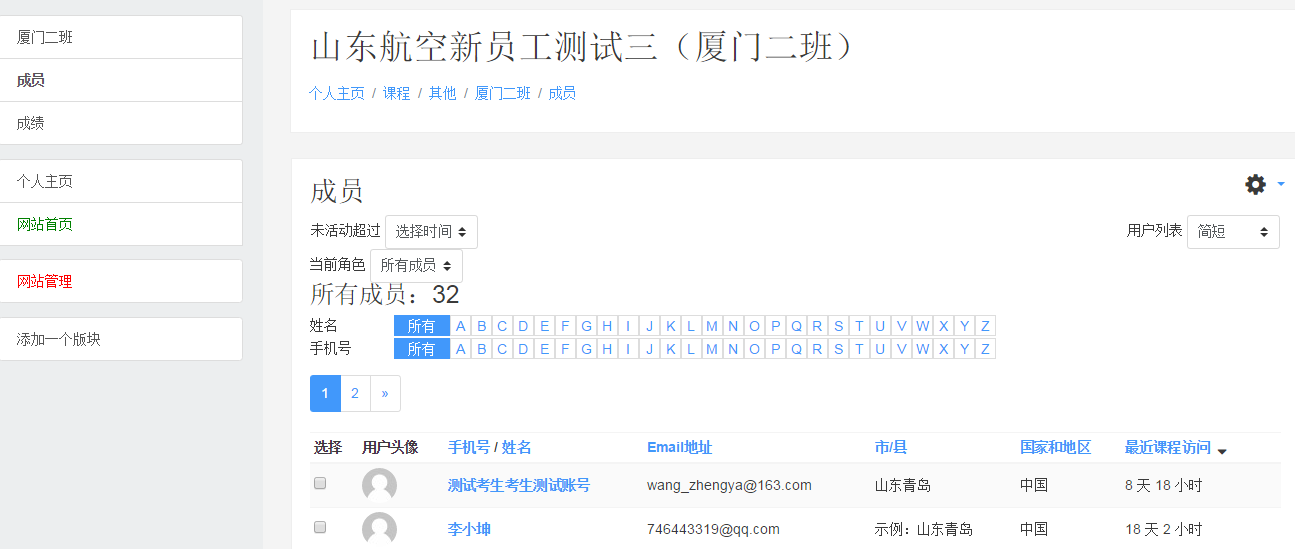 厦门二班
成员
成绩
个人主页
网站首页
网站管理
添加一个版块
山东航空新员工测试三（厦门二班）
个人主页 / 课程 / 其他 / 厦门二班 / 成员
成员
未活动超过 选择时间 用户列表 简短
当前角色 所有成员
所有成员：32
姓名 所有 A B C D E F G H I J K L M N O P Q R S T U V W X Y Z
手机号 所有 A B C D E F G H I J K L M N O P Q R S T U V W X Y Z
1 2 »
选择 用户头像 手机号 / 姓名 Email地址 市/县 国家和地区 最近课程访问
测试考生考生测试账号 wang_zhengya@163.com 山东青岛 中国 8 天 18 小时
李小坤 746443319@qq.com 示例：山东青岛 中国 18 天 2 小时